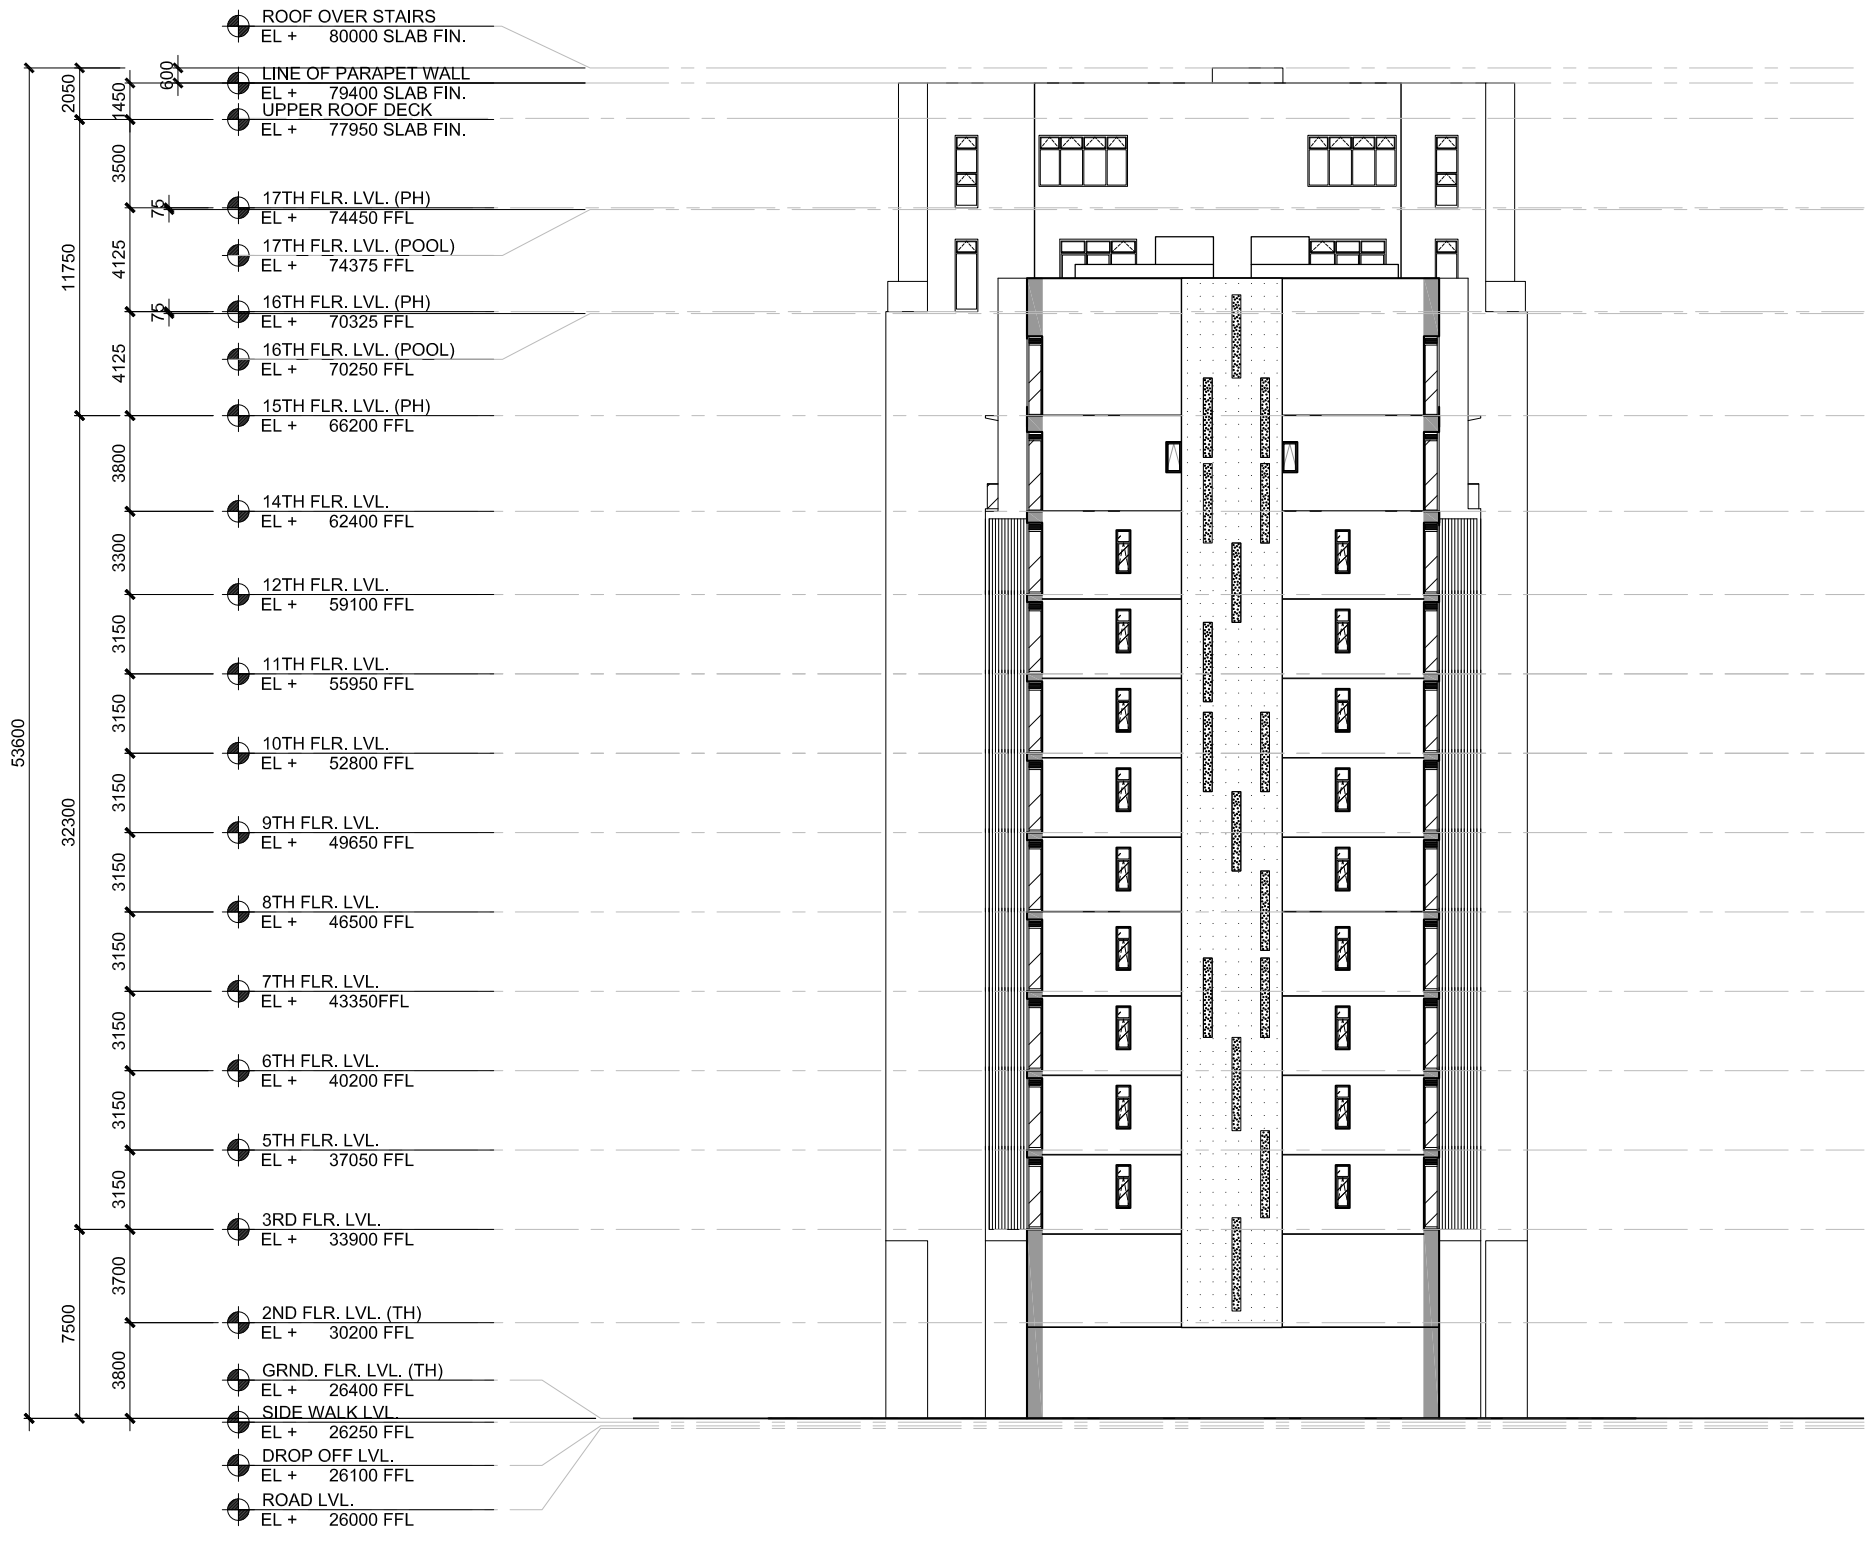 ROOF OVER STAIRS
EL + 80000 SLAB FIN.
LINE OF PARAPET WALL
EL + 79400 SLAB FIN.
UPPER ROOF DECK
EL + 77950 SLAB FIN.
17TH FLR. LVL. (PH)
EL + 74450 FFL
17TH FLR. LVL. (POOL)
EL + 74375 FFL
16TH FLR. LVL. (PH)
EL + 70325 FFL
16TH FLR. LVL. (POOL)
EL + 70250 FFL
15TH FLR. LVL. (PH)
EL + 66200 FFL
14TH FLR. LVL.
EL + 62400 FFL
12TH FLR. LVL.
EL + 59100 FFL
11TH FLR. LVL.
EL + 55950 FFL
10TH FLR. LVL.
EL + 52800 FFL
9TH FLR. LVL.
EL + 49650 FFL
8TH FLR. LVL.
EL + 46500 FFL
7TH FLR. LVL.
EL + 43350FFL
6TH FLR. LVL.
EL + 40200 FFL
5TH FLR. LVL.
EL + 37050 FFL
3RD FLR. LVL.
EL + 33900 FFL
2ND FLR. LVL. (TH)
EL + 30200 FFL
GRND. FLR. LVL. (TH)
EL + 26400 FFL
SIDE WALK LVL.
EL + 26250 FFL
DROP OFF LVL.
EL + 26100 FFL
ROAD LVL.
EL + 26000 FFL
53600
2050
11750
32300
7500
1450
3500
4125
4125
3800
3300
3150
3150
3150
3150
3150
3150
3150
3150
3700
3800
600
75
75